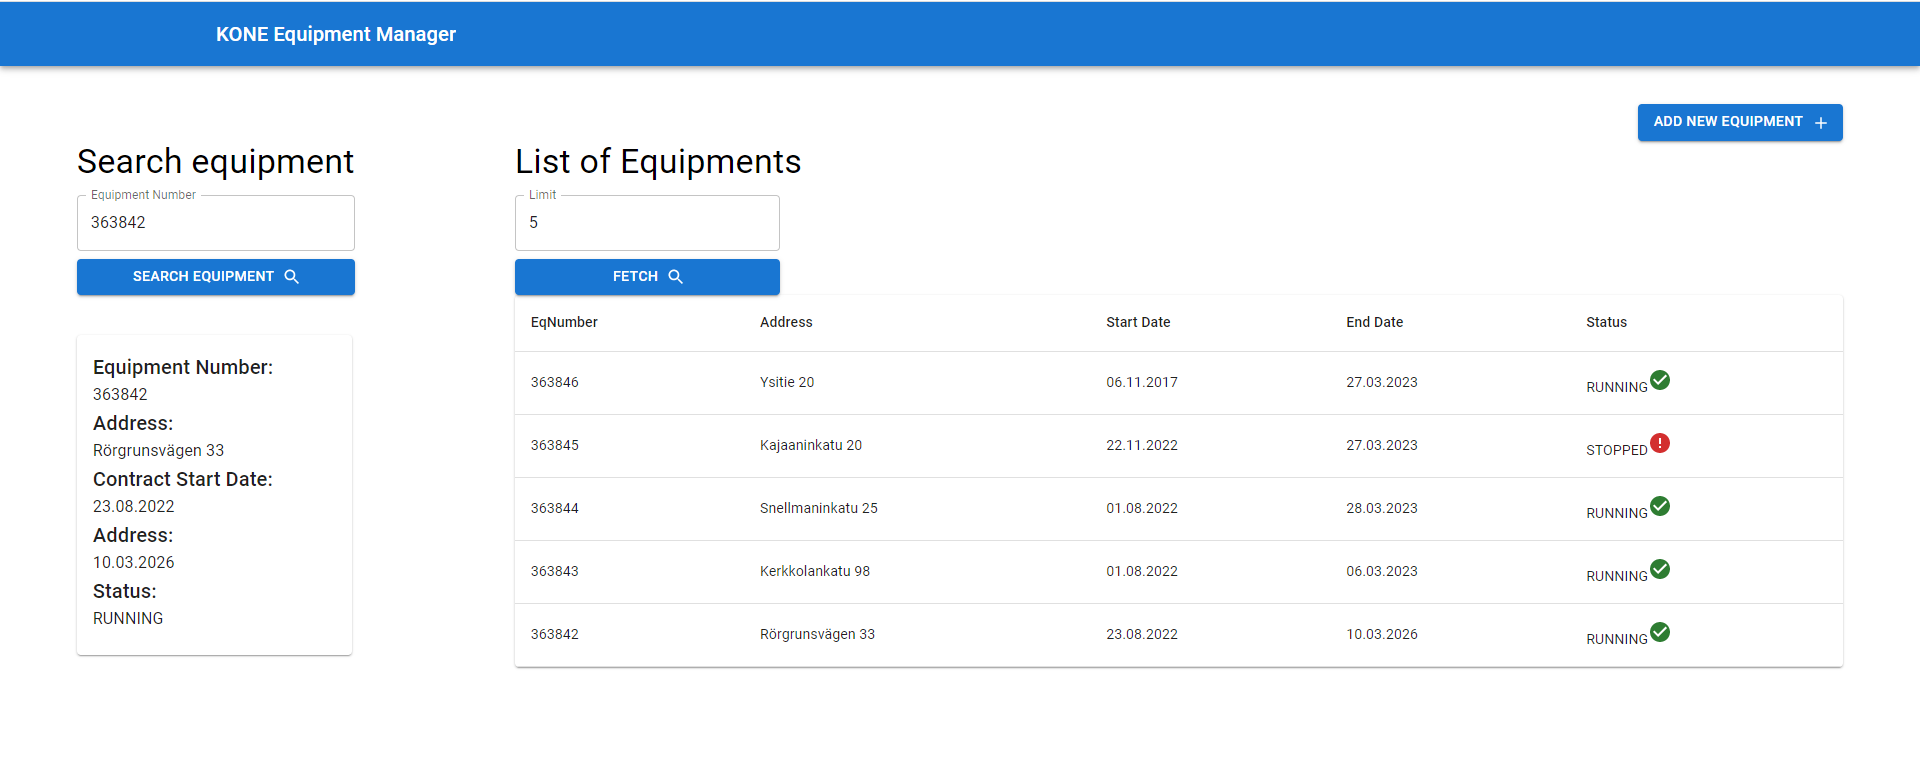 KONE Equipment Manager
ADD NEW EQUIPMENT
Search equipment
Equipment Number
363842
SEARCH EQUIPMENT
Equipment Number:
363842
Address:
Rörgrunsvägen 33
Contract Start Date:
23.08.2022
Address:
10.03.2026
Status:
RUNNING
List of Equipments
Limit
5
FETCH
EqNumber Address Start Date End Date Status
363846 Ysitie 20 06.11.2017 27.03.2023 RUNNING
363845 Kajaaninkatu 20 22.11.2022 27.03.2023 STOPPED
363844 Snellmaninkatu 25 01.08.2022 28.03.2023 RUNNING
363843 Kerkkolankatu 98 01.08.2022 06.03.2023 RUNNING
363842 Rörgrunsvägen 33 23.08.2022 10.03.2026 RUNNING